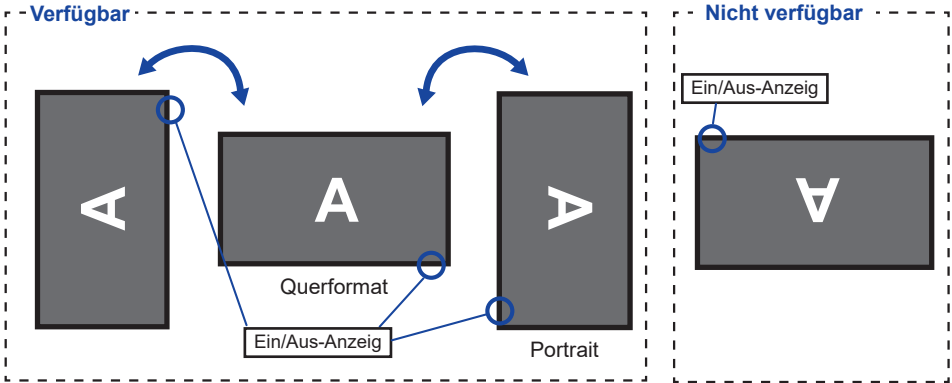 Verfügbar
A
A
A
Querformat
Ein/Aus-Anzeig
Portrait
Nicht verfügbar
Ein/Aus-Anzeig
A